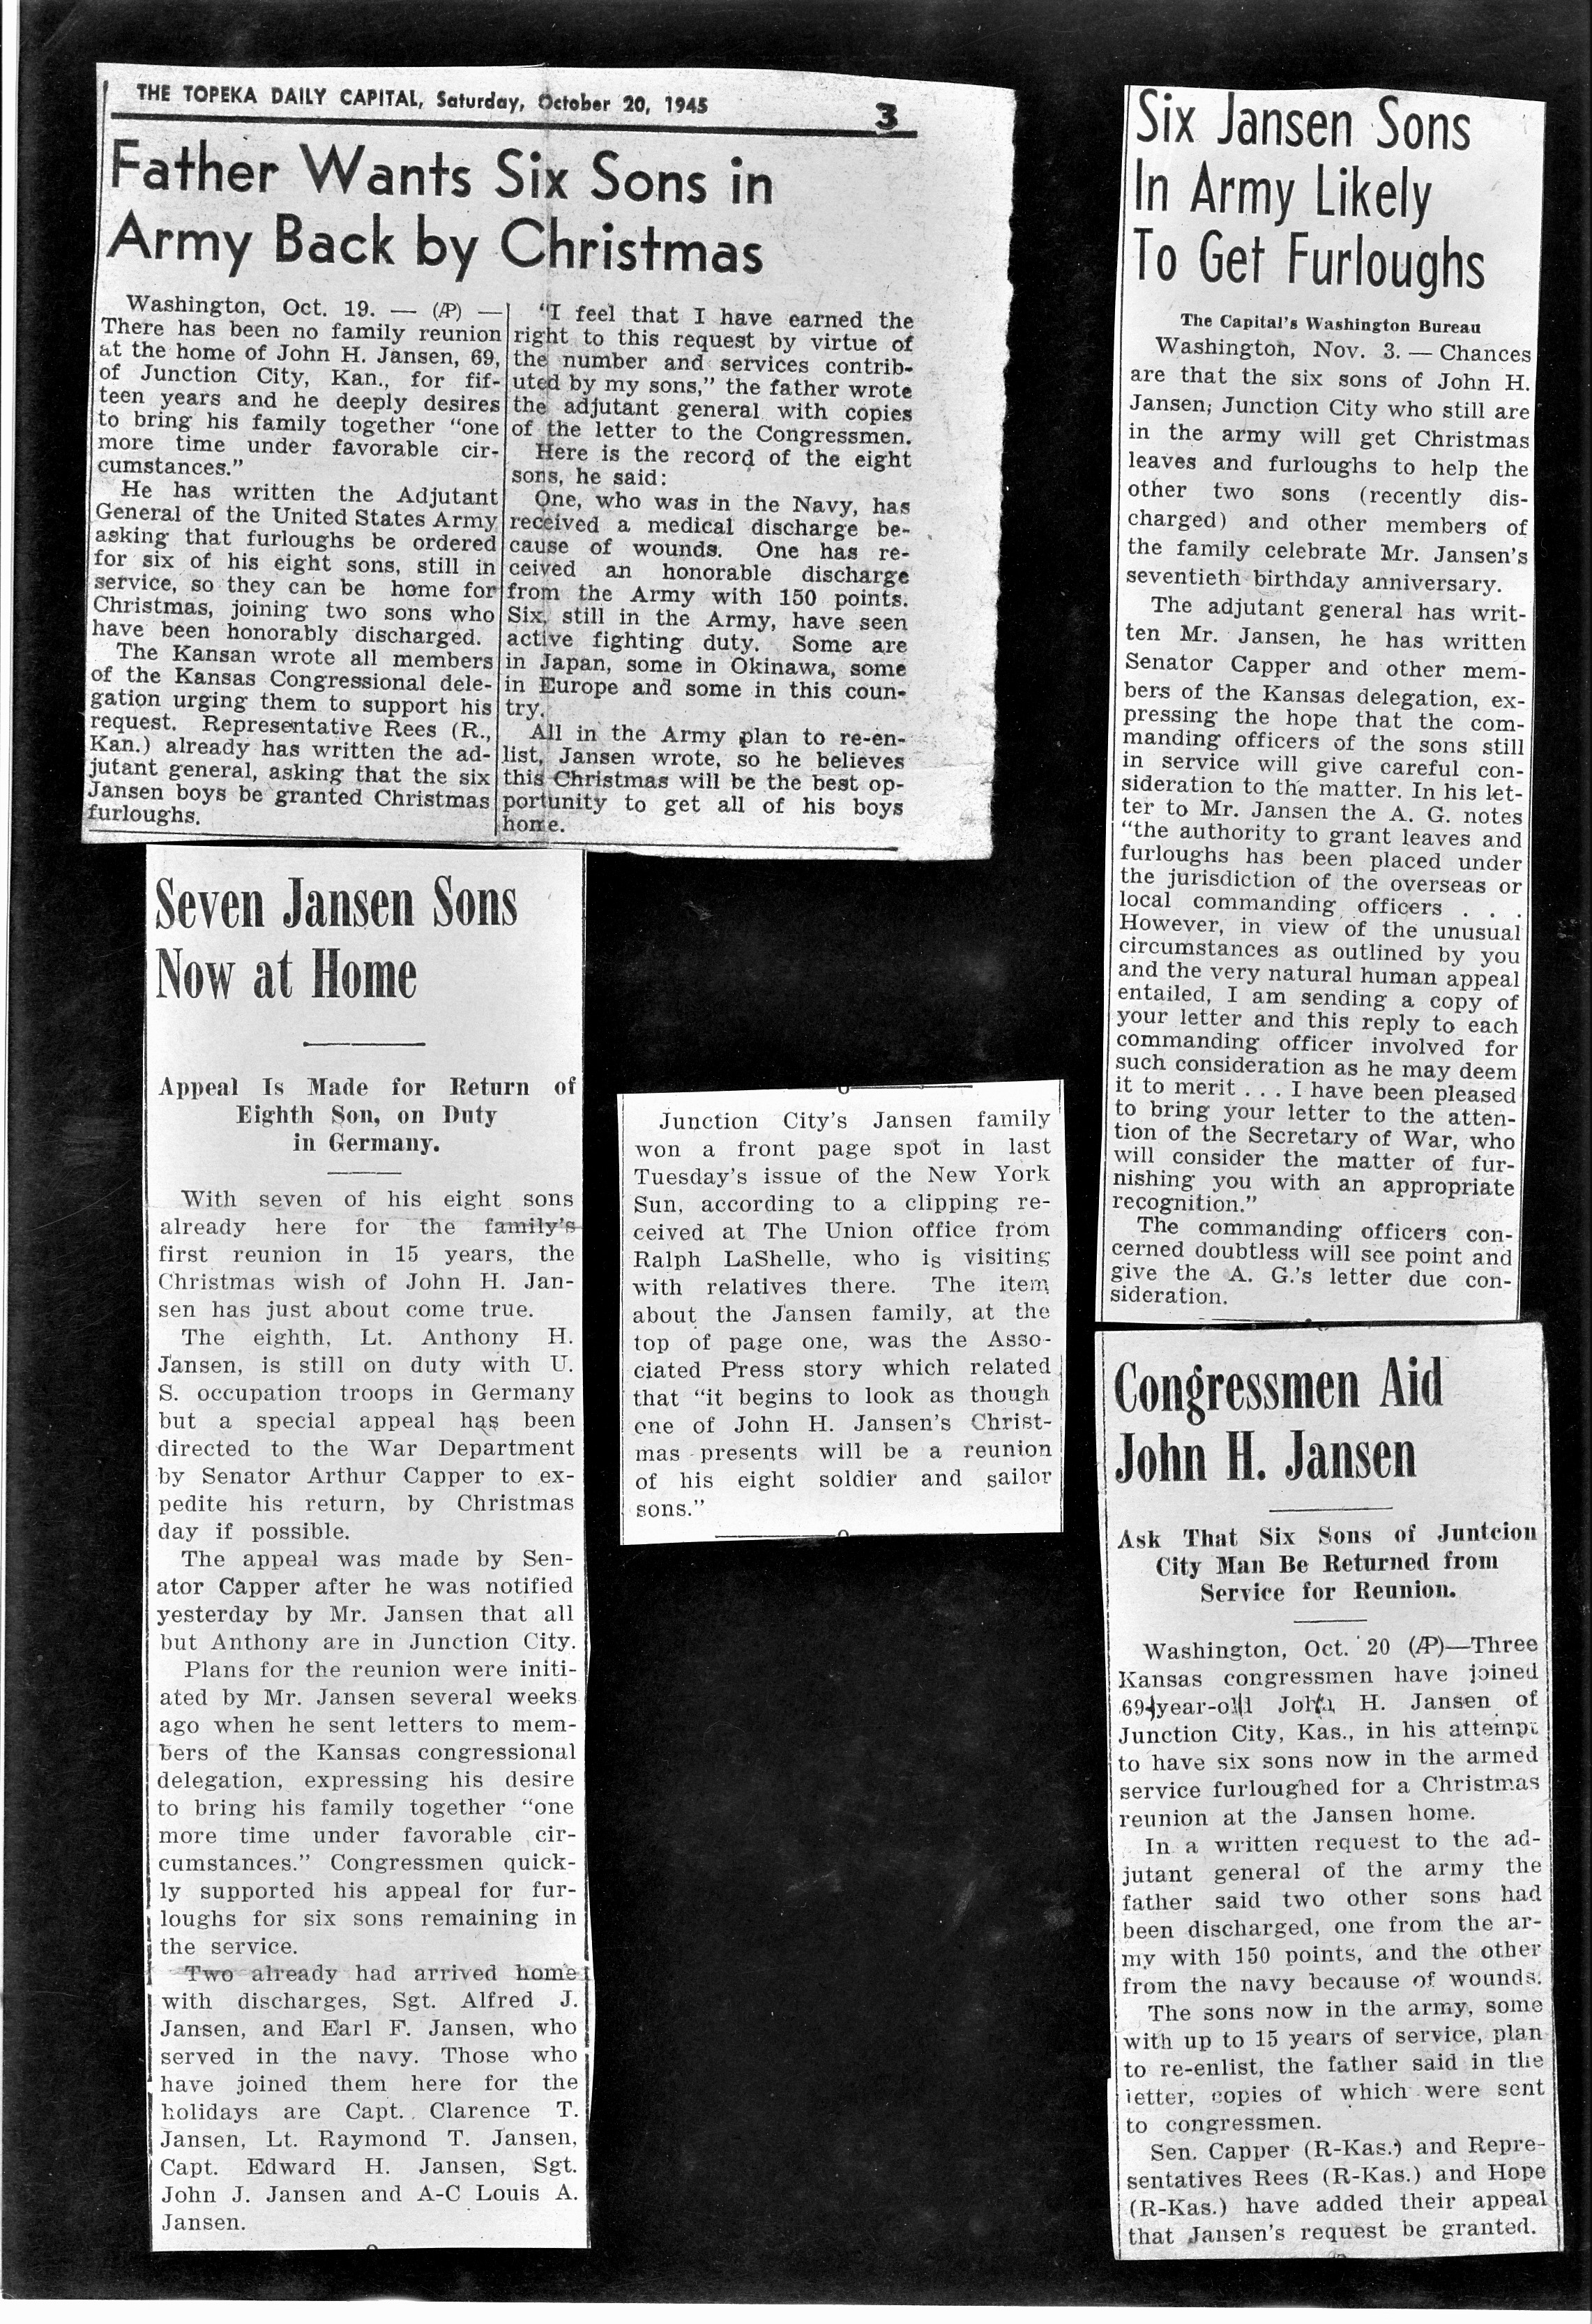 THE TOPEKA DAILY CAPITAL, Saturday, October 20, 1945
3
Father Wants Six Sons in
Army Back by Christmas
Washington, Oct. 19. — (AP) —
There has been no family reunion
at the home of John H. Jansen, 69,
of Junction City, Kan., for fif-
teen years and he deeply desires
to bring his family together "one
more time under favorable cir-
cumstances."
He has written the Adjutant
General of the United States Army
asking that furloughs be ordered
for six of his eight sons, still in
service, so they can be home for
Christmas, joining two sons who
have been honorably discharged.
The Kansan wrote all members
of the Kansas Congressional dele-
gation urging them to support his
request. Representative Rees (R.,
Kan.) already has written the ad-
jutant general, asking that the six
Jansen boys be granted Christmas
furloughs.
"I feel that I have earned the
right to this request by virtue of
the number and services contrib-
uted by my sons," the father wrote
the adjutant general with copies
of the letter to the Congressmen.
Here is the record of the eight
sons, he said:
One, who was in the Navy, has
received a medical discharge be-
cause of wounds. One has re-
ceived an honorable discharge
from the Army with 150 points.
Six, still in the Army, have seen
active fighting duty. Some are
in Japan, some in Okinawa, some
in Europe and some in this coun-
try.
All in the Army plan to re-en-
list, Jansen wrote, so he believes
this Christmas will be the best op-
portunity to get all of his boys
home.
Seven Jansen Sons
Now at Home
Appeal Is Made for Return of
Eighth Son, on Duty
in Germany.
With seven of his eight sons
already here for the family's
first reunion in 15 years, the
Christmas wish of John H. Jan-
sen has just about come true.
The eighth, Lt. Anthony H.
Jansen, is still on duty with U.
S. occupation troops in Germany
but a special appeal has been
directed to the War Department
by Senator Arthur Capper to ex-
pedite his return, by Christmas
day if possible.
The appeal was made by Sen-
ator Capper after he was notified
yesterday by Mr. Jansen that all
but Anthony are in Junction City.
Plans for the reunion were initi-
ated by Mr. Jansen several weeks
ago when he sent letters to mem-
bers of the Kansas congressional
delegation, expressing his desire
to bring his family together "one
more time under favorable cir-
cumstances." Congressmen quick-
ly supported his appeal for fur-
loughs for six sons remaining in
the service.
Two already had arrived home
with discharges, Sgt. Alfred J.
Jansen, and Earl F. Jansen, who
served in the navy. Those who
have joined them here for the
holidays are Capt. Clarence T.
Jansen, Lt. Raymond T. Jansen,
Capt. Edward H. Jansen, Sgt.
John J. Jansen and A-C Louis A.
Jansen.
Junction City's Jansen family
won a front page spot in last
Tuesday's issue of the New York
Sun, according to a clipping re-
ceived at The Union office from
Ralph LaShelle, who is visiting
with relatives there. The item
about the Jansen family, at the
top of page one, was the Asso-
ciated Press story which related
that "it begins to look as though
one of John H. Jansen's Christ-
mas presents will be a reunion
of his eight soldier and sailor
sons."
Six Jansen Sons
In Army Likely
To Get Furloughs
The Capital's Washington Bureau
Washington, Nov. 3. — Chances
are that the six sons of John H.
Jansen, Junction City who still are
in the army will get Christmas
leaves and furloughs to help the
other two sons (recently dis-
charged) and other members of
the family celebrate Mr. Jansen's
seventieth birthday anniversary.
The adjutant general has writ-
ten Mr. Jansen, he has written
Senator Capper and other mem-
bers of the Kansas delegation, ex-
pressing the hope that the com-
manding officers of the sons still
in service will give careful con-
sideration to the matter. In his let-
ter to Mr. Jansen the A. G. notes
"the authority to grant leaves and
furloughs has been placed under
the jurisdiction of the overseas or
local commanding officers . . .
However, in view of the unusual
circumstances as outlined by you
and the very natural human appeal
entailed, I am sending a copy of
your letter and this reply to each
commanding officer involved for
such consideration as he may deem
it to merit . . . I have been pleased
to bring your letter to the atten-
tion of the Secretary of War, who
will consider the matter of fur-
nishing you with an appropriate
recognition."
The commanding officers con-
cerned doubtless will see point and
give the A. G.'s letter due con-
sideration.
Congressmen Aid
John H. Jansen
Ask That Six Sons of Juntcion
City Man Be Returned from
Service for Reunion.
Washington, Oct. 20 (AP)—Three
Kansas congressmen have joined
69-year-old John H. Jansen of
Junction City, Kas., in his attempt
to have six sons now in the armed
service furloughed for a Christmas
reunion at the Jansen home.
In a written request to the ad-
jutant general of the army the
father said two other sons had
been discharged, one from the ar-
my with 150 points, and the other
from the navy because of wounds.
The sons now in the army, some
with up to 15 years of service, plan
to re-enlist, the father said in the
letter, copies of which were sent
to congressmen.
Sen. Capper (R-Kas.) and Repre-
sentatives Rees (R-Kas.) and Hope
(R-Kas.) have added their appeal
that Jansen's request be granted.